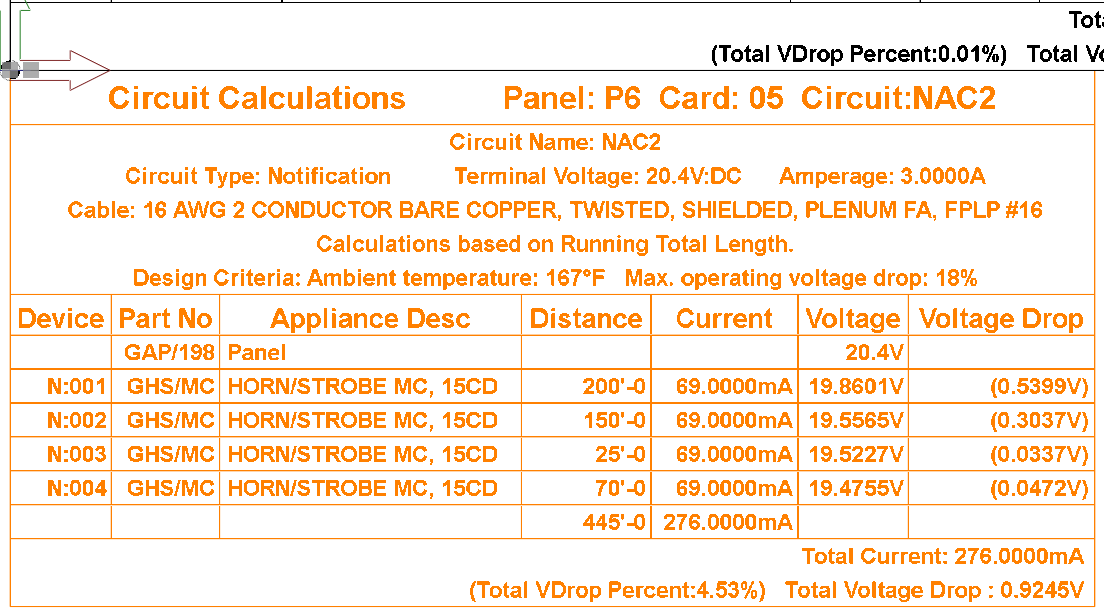 Tot
(Total VDrop Percent:0.01%) Total V
Circuit Calculations Panel: P6 Card: 05 Circuit:NAC2
Circuit Name: NAC2
Circuit Type: Notification Terminal Voltage: 20.4V:DC Amperage: 3.0000A
Cable: 16 AWG 2 CONDUCTOR BARE COPPER, TWISTED, SHIELDED, PLENUM FA, FPLP #16
Calculations based on Running Total Length.
Design Criteria: Ambient temperature: 167°F Max. operating voltage drop: 18%
Device Part No Appliance Desc Distance Current Voltage Voltage Drop
GAP/198 Panel 20.4V
N:001 GHS/MC HORN/STROBE MC, 15CD 200'-0 69.0000mA 19.8601V (0.5399V)
N:002 GHS/MC HORN/STROBE MC, 15CD 150'-0 69.0000mA 19.5565V (0.3037V)
N:003 GHS/MC HORN/STROBE MC, 15CD 25'-0 69.0000mA 19.5227V (0.0337V)
N:004 GHS/MC HORN/STROBE MC, 15CD 70'-0 69.0000mA 19.4755V (0.0472V)
445'-0 276.0000mA
Total Current: 276.0000mA
(Total VDrop Percent:4.53%) Total Voltage Drop : 0.9245V